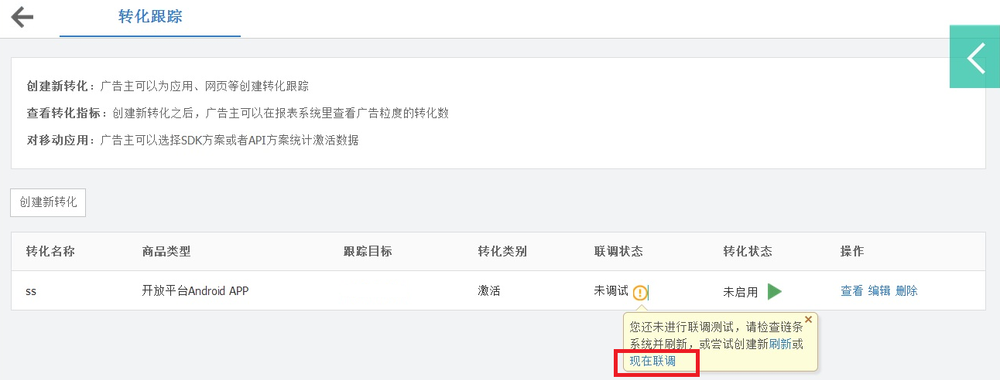 转化跟踪
创建新转化：广告主可以为应用、网页等创建转化跟踪
查看转化指标：创建新转化之后，广告主可以在报表系统里查看广告粒度的转化数
对移动应用：广告主可以选择SDK方案或者API方案统计激活数据
创建新转化
转化名称 商品类型 跟踪目标 转化类别 联调状态 转化状态 操作
ss 开放平台Android APP 激活 未调试 未启用 查看 编辑 删除
您还未进行联调测试，请检查链条
系统并刷新，或尝试创建新刷新或
现在联调